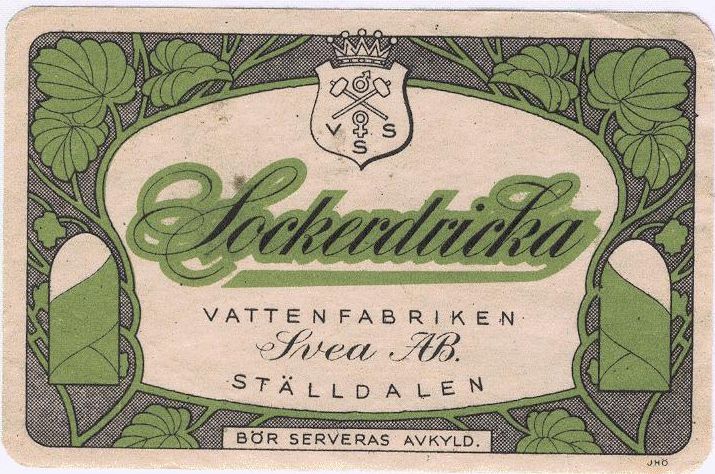 V S S
S
Sockerdricka
VATTENFABRIKEN
Svea AB.
STÄLLDALEN
BÖR SERVERAS AVKYLD.
JHÖ